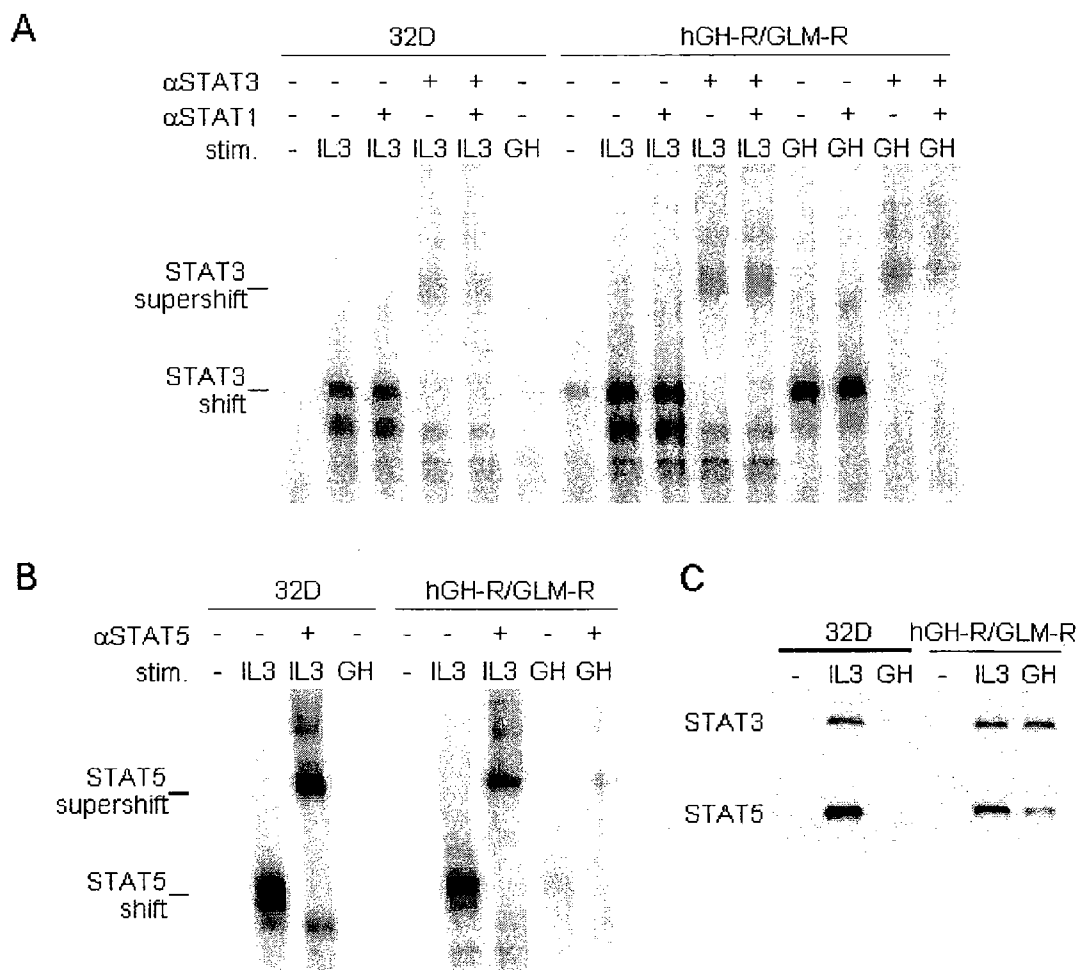 A
32D hGH-R/GLM-R
αSTAT3 - - - + + - - - - + + - - + +
αSTAT1 - - + - + - - - + - + - + - +
stim. - IL3 IL3 IL3 IL3 GH - IL3 IL3 IL3 IL3 GH GH GH GH
STAT3
supershift
STAT3
shift
B
32D hGH-R/GLM-R
αSTAT5 - - + - - - + - +
stim. - IL3 IL3 GH - IL3 IL3 GH GH
STAT5
supershift
STAT5
shift
C
32D hGH-R/GLM-R
- IL3 GH - IL3 GH
STAT3
STAT5